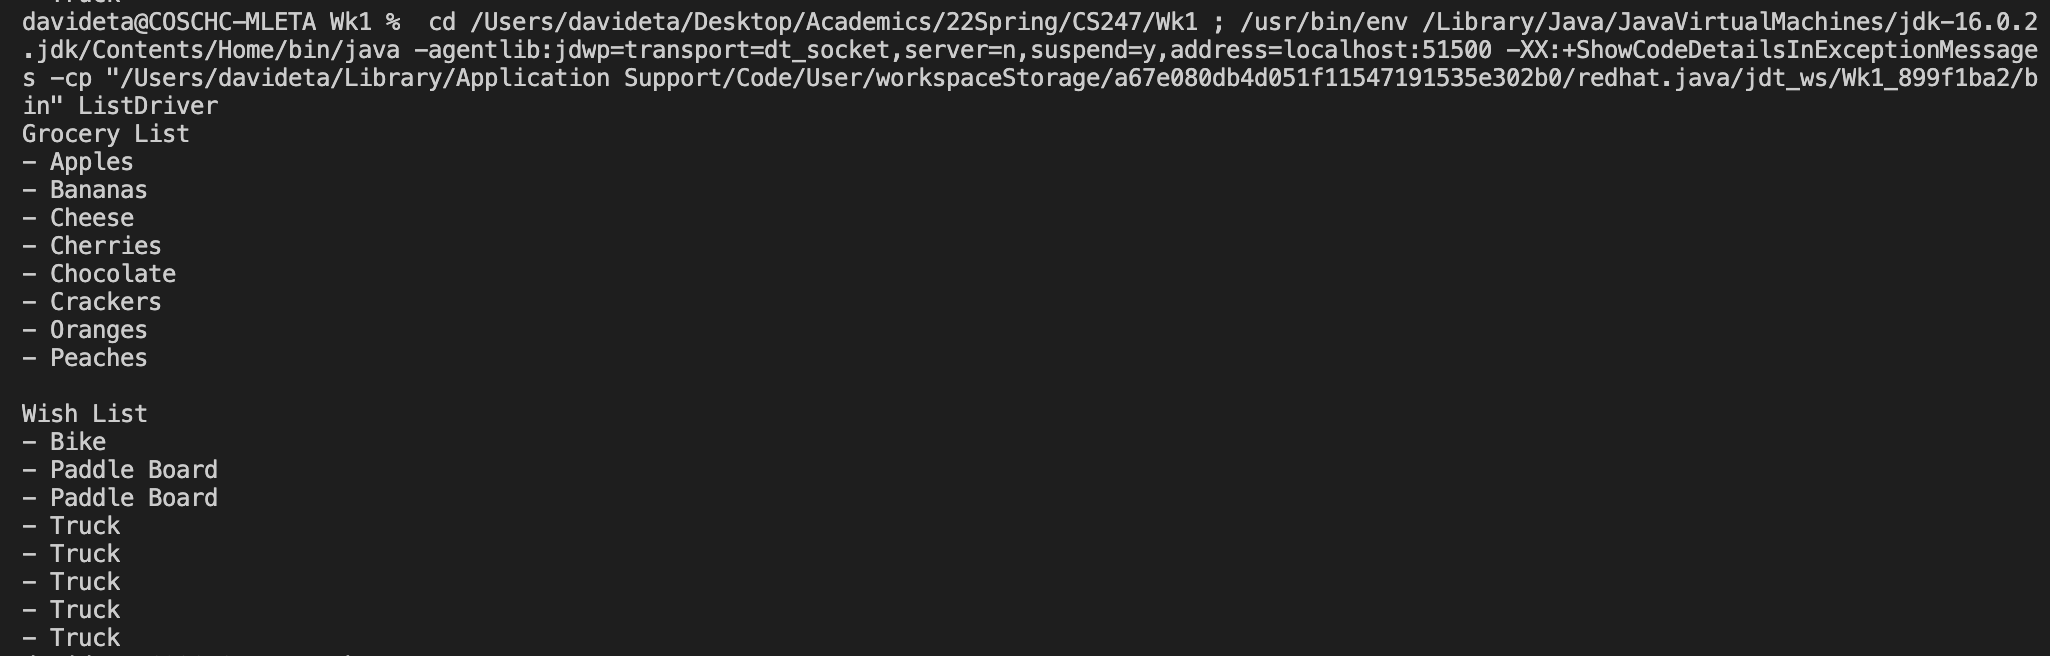 davideta@COSCHC-MLETA Wk1 %  cd /Users/davideta/Desktop/Academics/22Spring/CS247/Wk1 ; /usr/bin/env /Library/Java/JavaVirtualMachines/jdk-16.0.2
.jdk/Contents/Home/bin/java -agentlib:jdwp=transport=dt_socket,server=n,suspend=y,address=localhost:51500 -XX:+ShowCodeDetailsInExceptionMessage
s -cp "/Users/davideta/Library/Application Support/Code/User/workspaceStorage/a67e080db4d051f11547191535e302b0/redhat.java/jdt_ws/Wk1_899f1ba2/b
in" ListDriver
Grocery List
- Apples
- Bananas
- Cheese
- Cherries
- Chocolate
- Crackers
- Oranges
- Peaches
Wish List
- Bike
- Paddle Board
- Paddle Board
- Truck
- Truck
- Truck
- Truck
- Truck